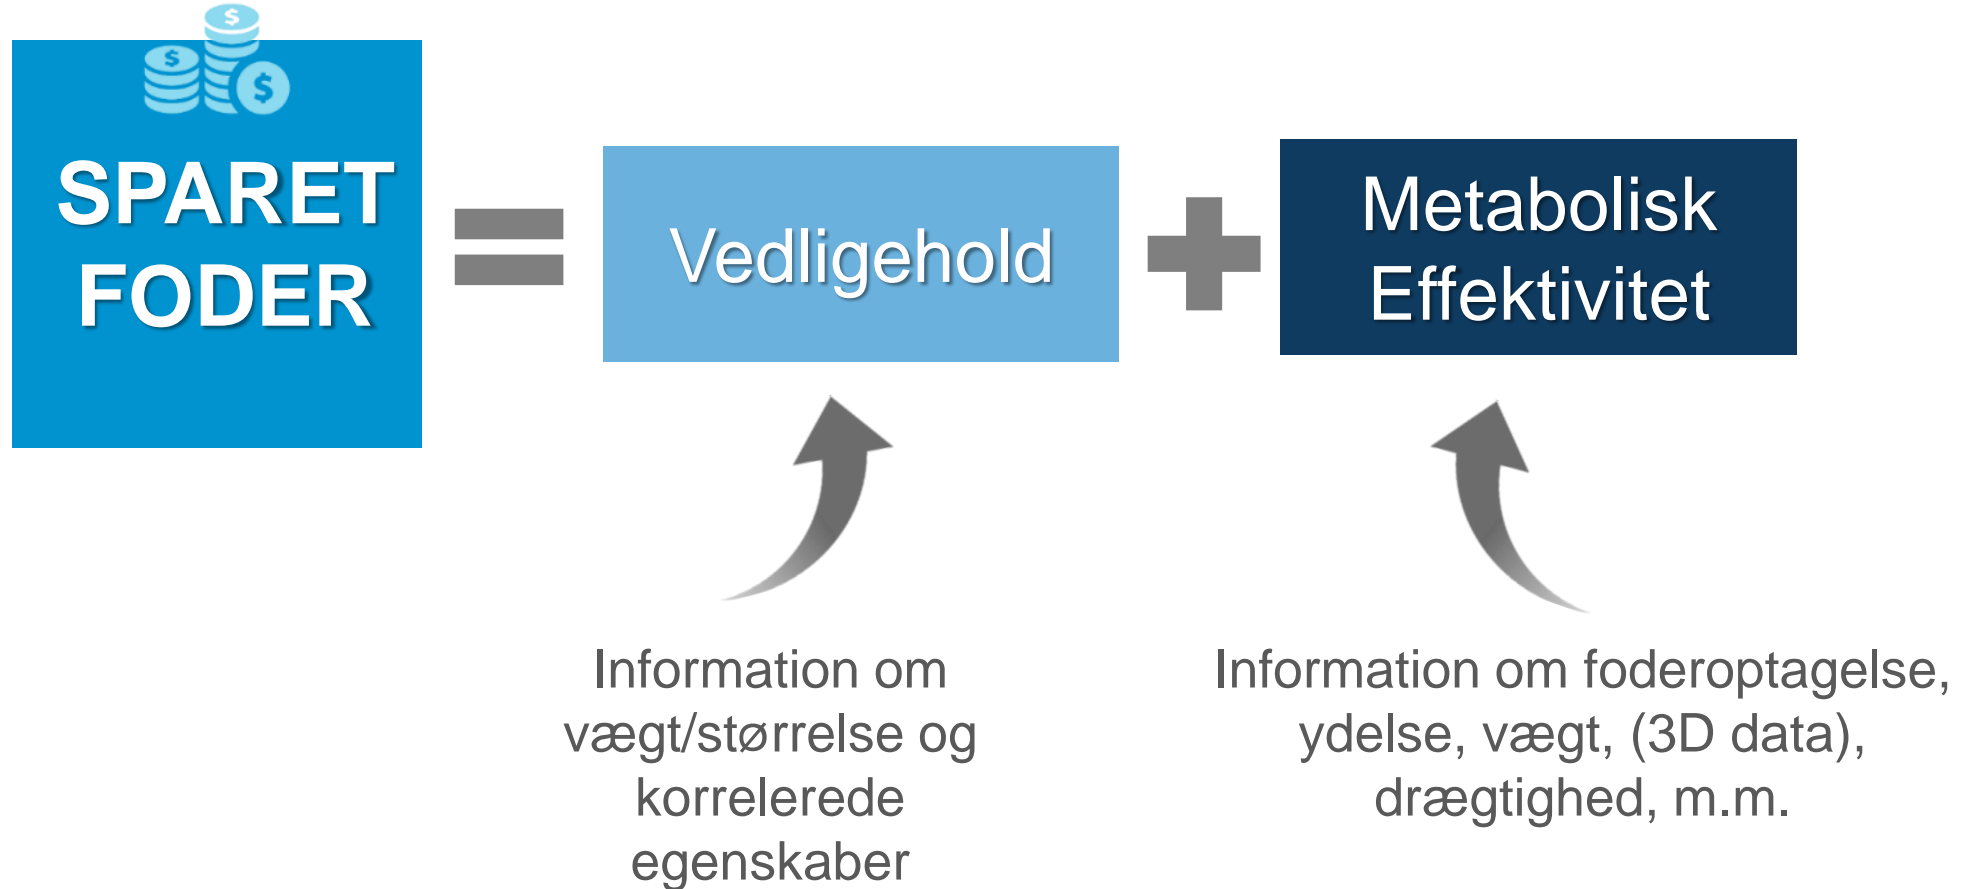 $
$
$
SPARET
FODER
Vedligehold
Metabolisk
Effektivitet
Information om
vægt/størrelse og
korrelerede
egenskaber
Information om foderoptagelse,
ydelse, vægt, (3D data),
drægtighed, m.m.